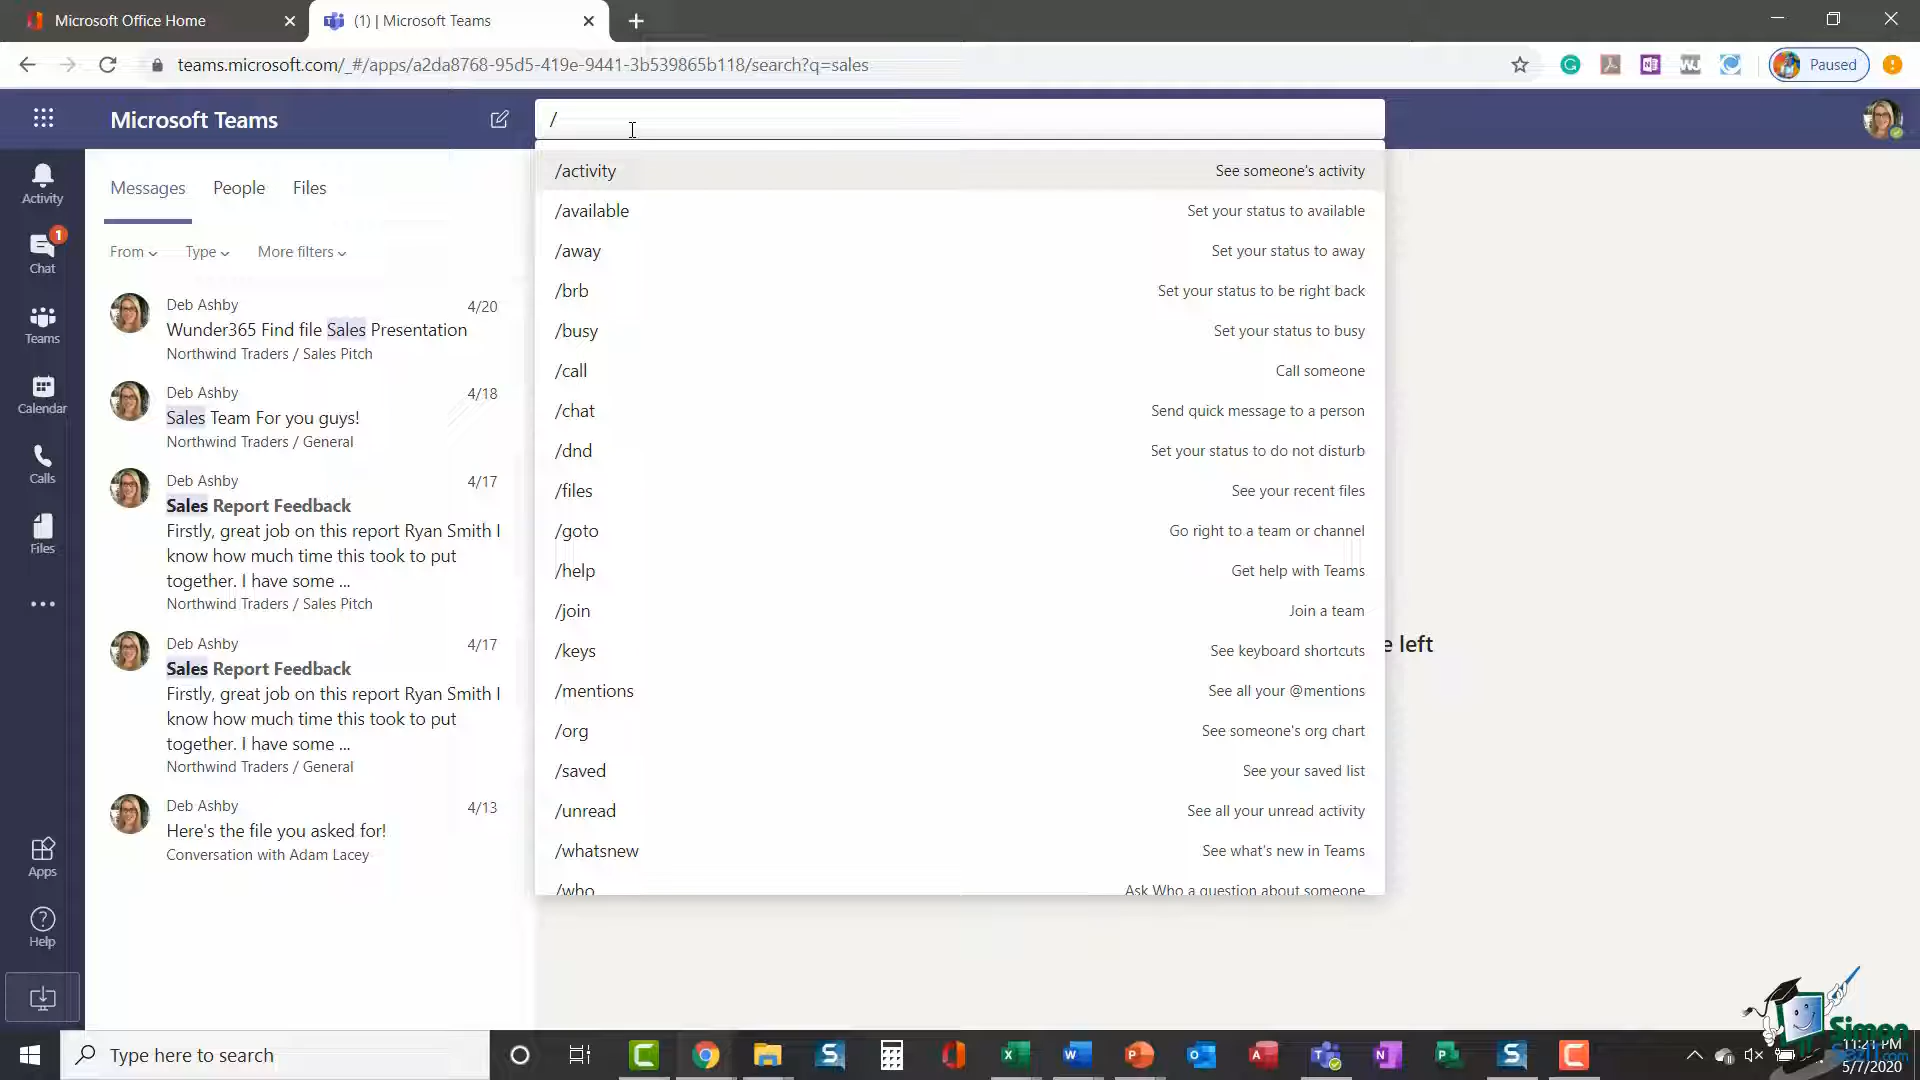 Microsoft Office Home
(1) | Microsoft Teams
teams.microsoft.com/_#/apps/a2da8768-95d5-419e-9441-3b539865b118/search?q=sales
Paused
Microsoft Teams
/
Activity
1
Chat
Teams
Calendar
Calls
Files
Apps
Help
Messages People Files
From Type More filters
Deb Ashby 4/20
Wunder365 Find file Sales Presentation
Northwind Traders / Sales Pitch
Deb Ashby 4/18
Sales Team For you guys!
Northwind Traders / General
Deb Ashby 4/17
Sales Report Feedback
Firstly, great job on this report Ryan Smith I
know how much time this took to put
together. I have some ...
Northwind Traders / Sales Pitch
Deb Ashby 4/17
Sales Report Feedback
Firstly, great job on this report Ryan Smith I
know how much time this took to put
together. I have some ...
Northwind Traders / General
Deb Ashby 4/13
Here's the file you asked for!
Conversation with Adam Lacey
/activity See someone's activity
/available Set your status to available
/away Set your status to away
/brb Set your status to be right back
/busy Set your status to busy
/call Call someone
/chat Send quick message to a person
/dnd Set your status to do not disturb
/files See your recent files
/goto Go right to a team or channel
/help Get help with Teams
/join Join a team
/keys See keyboard shortcuts
/mentions See all your @mentions
/org See someone's org chart
/saved See your saved list
/unread See all your unread activity
/whatsnew See what's new in Teams
/who Ask Who a question about someone
e left
Type here to search
Simon
11:21 PM
5/7/2020